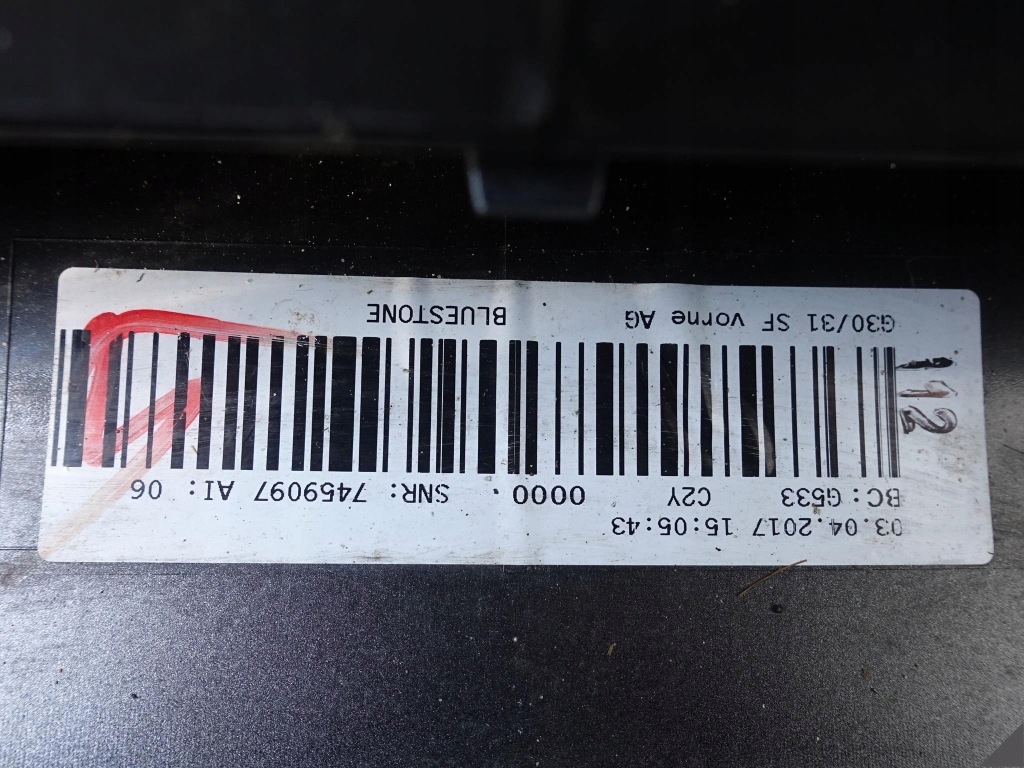 03.04.2017 15:05:43
BC: G533 C2Y 0000. SNR: 7459097 AI: 06
G30/31 SF vorne AG BLUESTONE